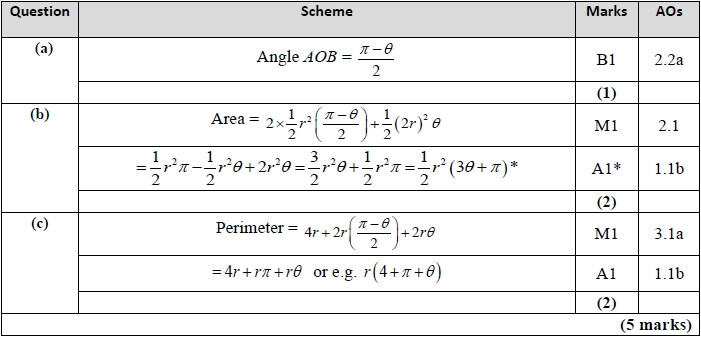 Question Scheme Marks AOs
(a) Angle AOB = \frac{\pi-\theta}{2} B1 2.2a
(1)
(b) Area = 2\times\frac{1}{2}r^2\left(\frac{\pi-\theta}{2}\right)+\frac{1}{2}(2r)^2\theta M1 2.1
=\frac{1}{2}r^2\pi-\frac{1}{2}r^2\theta+2r^2\theta=\frac{3}{2}r^2\theta+\frac{1}{2}r^2\pi=\frac{1}{2}r^2(3\theta+\pi)* A1* 1.1b
(2)
(c) Perimeter = 4r+2r\left(\frac{\pi-\theta}{2}\right)+2r\theta M1 3.1a
=4r+r\pi+r\theta or e.g. r(4+\pi+\theta) A1 1.1b
(2)
(5 marks)